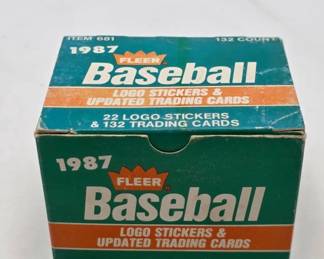 ITEM 681 132 COUNT
1987
FLEER
Baseball
LOGO STICKERS &
UPDATED TRADING CARDS
22 LOGO STICKERS
& 132 TRADING CARDS
1987
FLEER
Baseball
LOGO STICKERS &
UPDATED TRADING CARDS